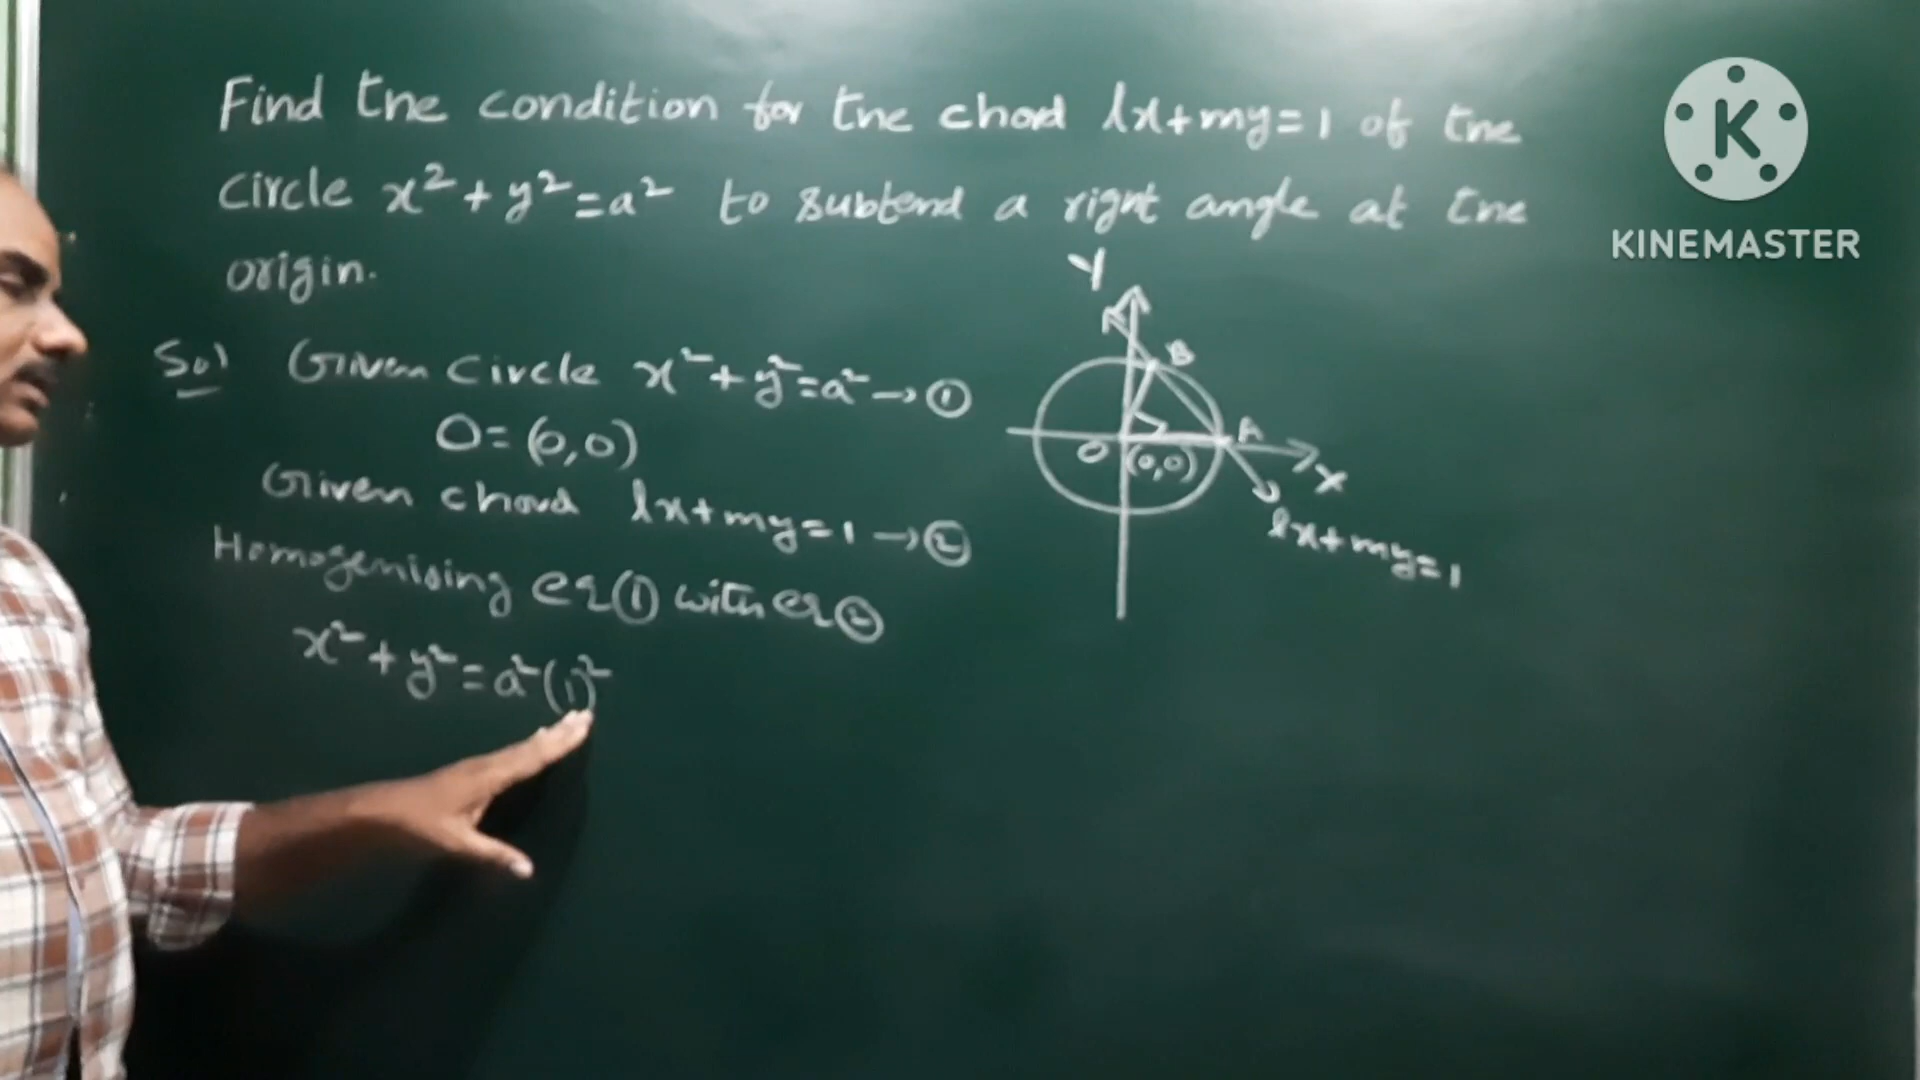 Find the condition for the chord lx+my=1 of the
circle x²+y²=a² to subtend a right angle at the
origin.
Sol Given Circle x²+y²=a² → ①
O=(0,0)
Given chord lx+my=1 → ②
Homogenising eq ① with eq ②
x²+y²=a²(1)²
Y
B
A
O (0,0)
X
lx+my=1
K
KINEMASTER